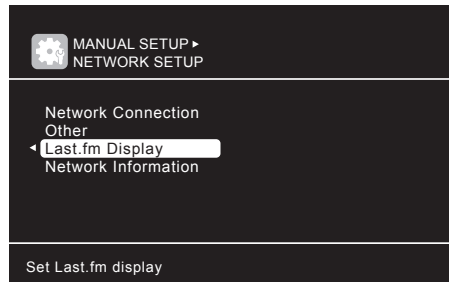 MANUAL SETUP▸
NETWORK SETUP
Network Connection
Other
Last.fm Display
Network Information
Set Last.fm display